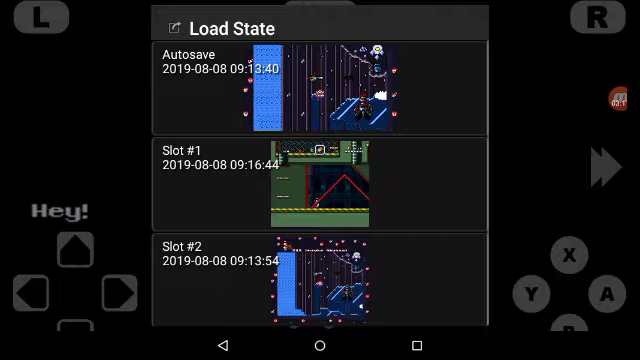 L
R
Load State
Autosave
2019-08-08 09:13:40
Slot #1
2019-08-08 09:16:44
Slot #2
2019-08-08 09:13:54
Hey!
X
Y
A
B